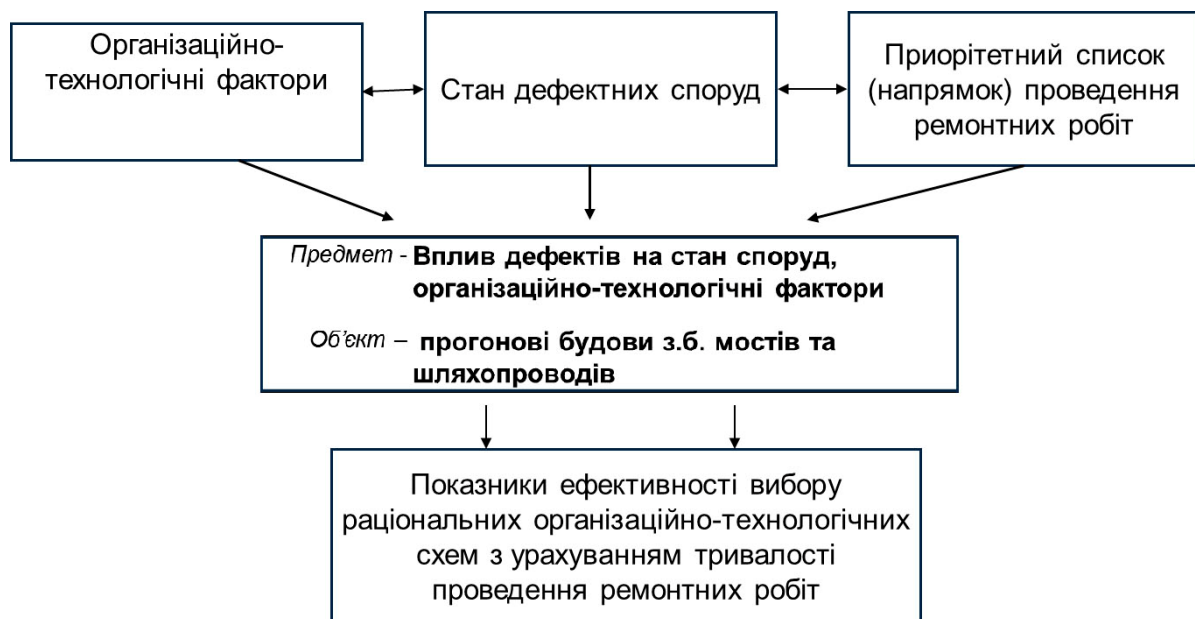 Організаційно-
технологічні фактори
Стан дефектних споруд
Приорітетний список
(напрямок) проведення
ремонтних робіт
Предмет - Вплив дефектів на стан споруд,
організаційно-технологічні фактори
Об'єкт – прогонові будови з.б. мостів та
шляхопроводів
Показники ефективності вибору
раціональних організаційно-технологічних
схем з урахуванням тривалості
проведення ремонтних робіт